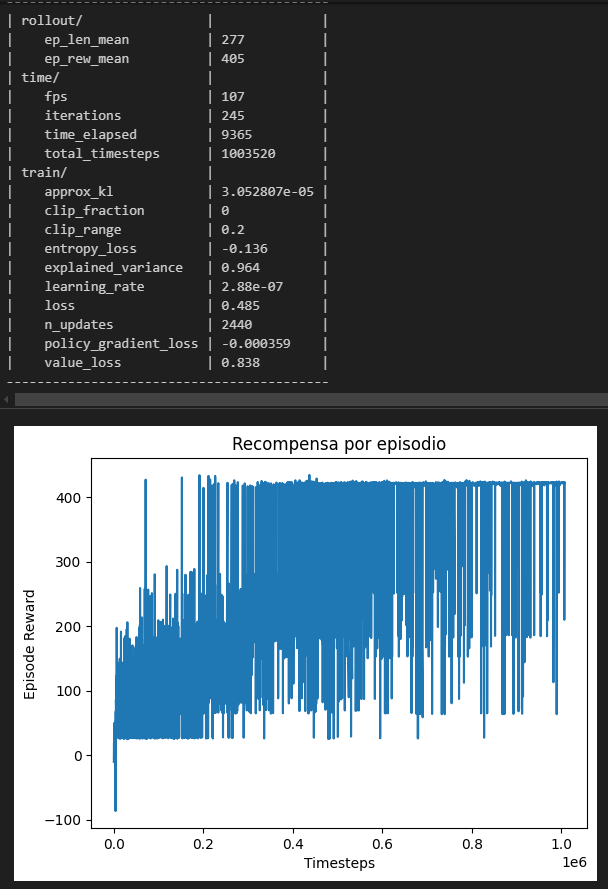 -----------------------------------------
| rollout/                |              |
|    ep_len_mean          | 277          |
|    ep_rew_mean          | 405          |
| time/                   |              |
|    fps                  | 107          |
|    iterations           | 245          |
|    time_elapsed         | 9365         |
|    total_timesteps      | 1003520      |
| train/                  |              |
|    approx_kl            | 3.052807e-05 |
|    clip_fraction        | 0            |
|    clip_range           | 0.2          |
|    entropy_loss         | -0.136       |
|    explained_variance   | 0.964        |
|    learning_rate        | 2.88e-07     |
|    loss                 | 0.485        |
|    n_updates            | 2440         |
|    policy_gradient_loss | -0.000359    |
|    value_loss           | 0.838        |
-----------------------------------------
Recompensa por episodio
400
300
200
100
0
−100
Episode Reward
0.0 0.2 0.4 0.6 0.8 1.0
1e6
Timesteps